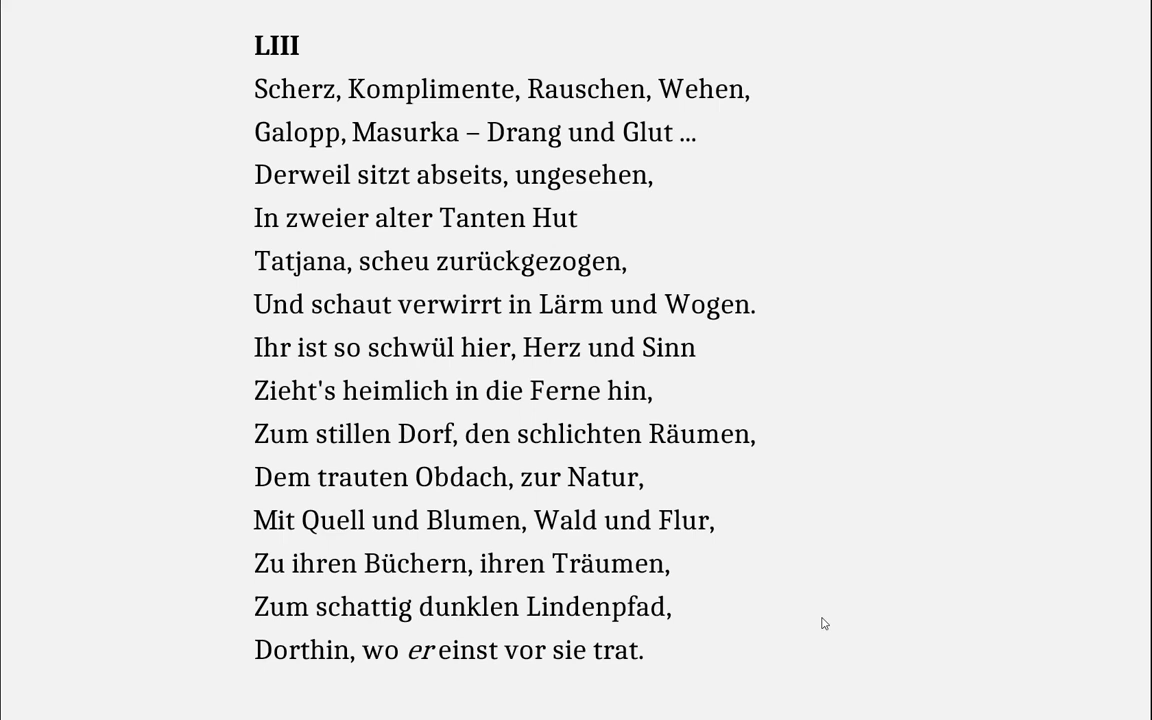 LIII
Scherz, Komplimente, Rauschen, Wehen,
Galopp, Masurka – Drang und Glut ...
Derweil sitzt abseits, ungesehen,
In zweier alter Tanten Hut
Tatjana, scheu zurückgezogen,
Und schaut verwirrt in Lärm und Wogen.
Ihr ist so schwül hier, Herz und Sinn
Zieht's heimlich in die Ferne hin,
Zum stillen Dorf, den schlichten Räumen,
Dem trauten Obdach, zur Natur,
Mit Quell und Blumen, Wald und Flur,
Zu ihren Büchern, ihren Träumen,
Zum schattig dunklen Lindenpfad,
Dorthin, wo er einst vor sie trat.